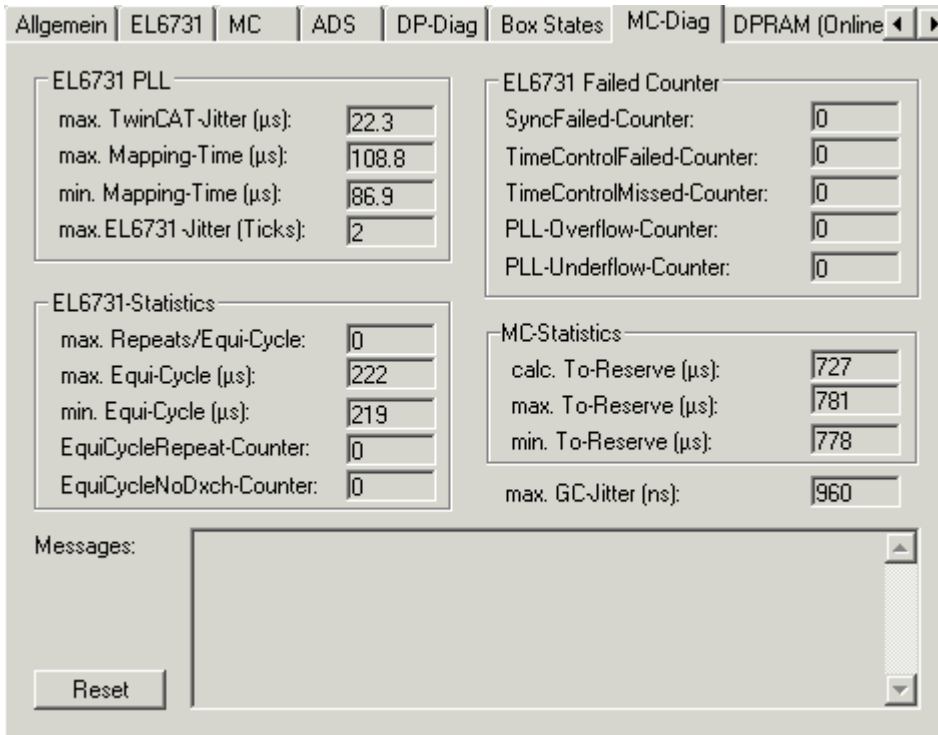 Allgemein EL6731 MC ADS DP-Diag Box States MC-Diag DPRAM (Online
EL6731 PLL
max. TwinCAT-Jitter (µs): 22.3
max. Mapping-Time (µs): 108.8
min. Mapping-Time (µs): 86.9
max.EL6731-Jitter (Ticks): 2
EL6731 Failed Counter
SyncFailed-Counter: 0
TimeControlFailed-Counter: 0
TimeControlMissed-Counter: 0
PLL-Overflow-Counter: 0
PLL-Underflow-Counter: 0
EL6731-Statistics
max. Repeats/Equi-Cycle: 0
max. Equi-Cycle (µs): 222
min. Equi-Cycle (µs): 219
EquiCycleRepeat-Counter: 0
EquiCycleNoDxch-Counter: 0
MC-Statistics
calc. To-Reserve (µs): 727
max. To-Reserve (µs): 781
min. To-Reserve (µs): 778
max. GC-Jitter (ns): 960
Messages:
Reset